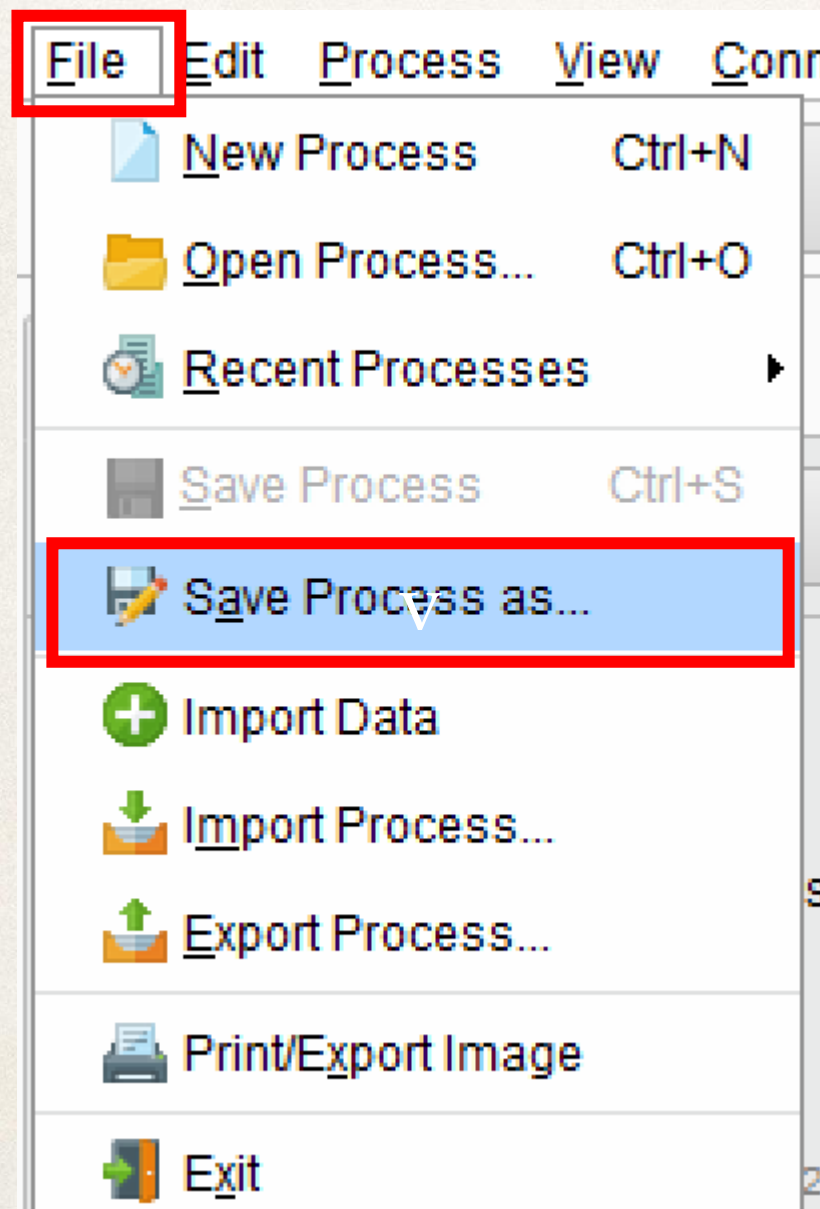 File Edit Process View Conn
New Process Ctrl+N
Open Process... Ctrl+O
Recent Processes
Save Process Ctrl+S
Save Process as...
v
Import Data
Import Process...
s
Export Process...
Print/Export Image
Exit
2